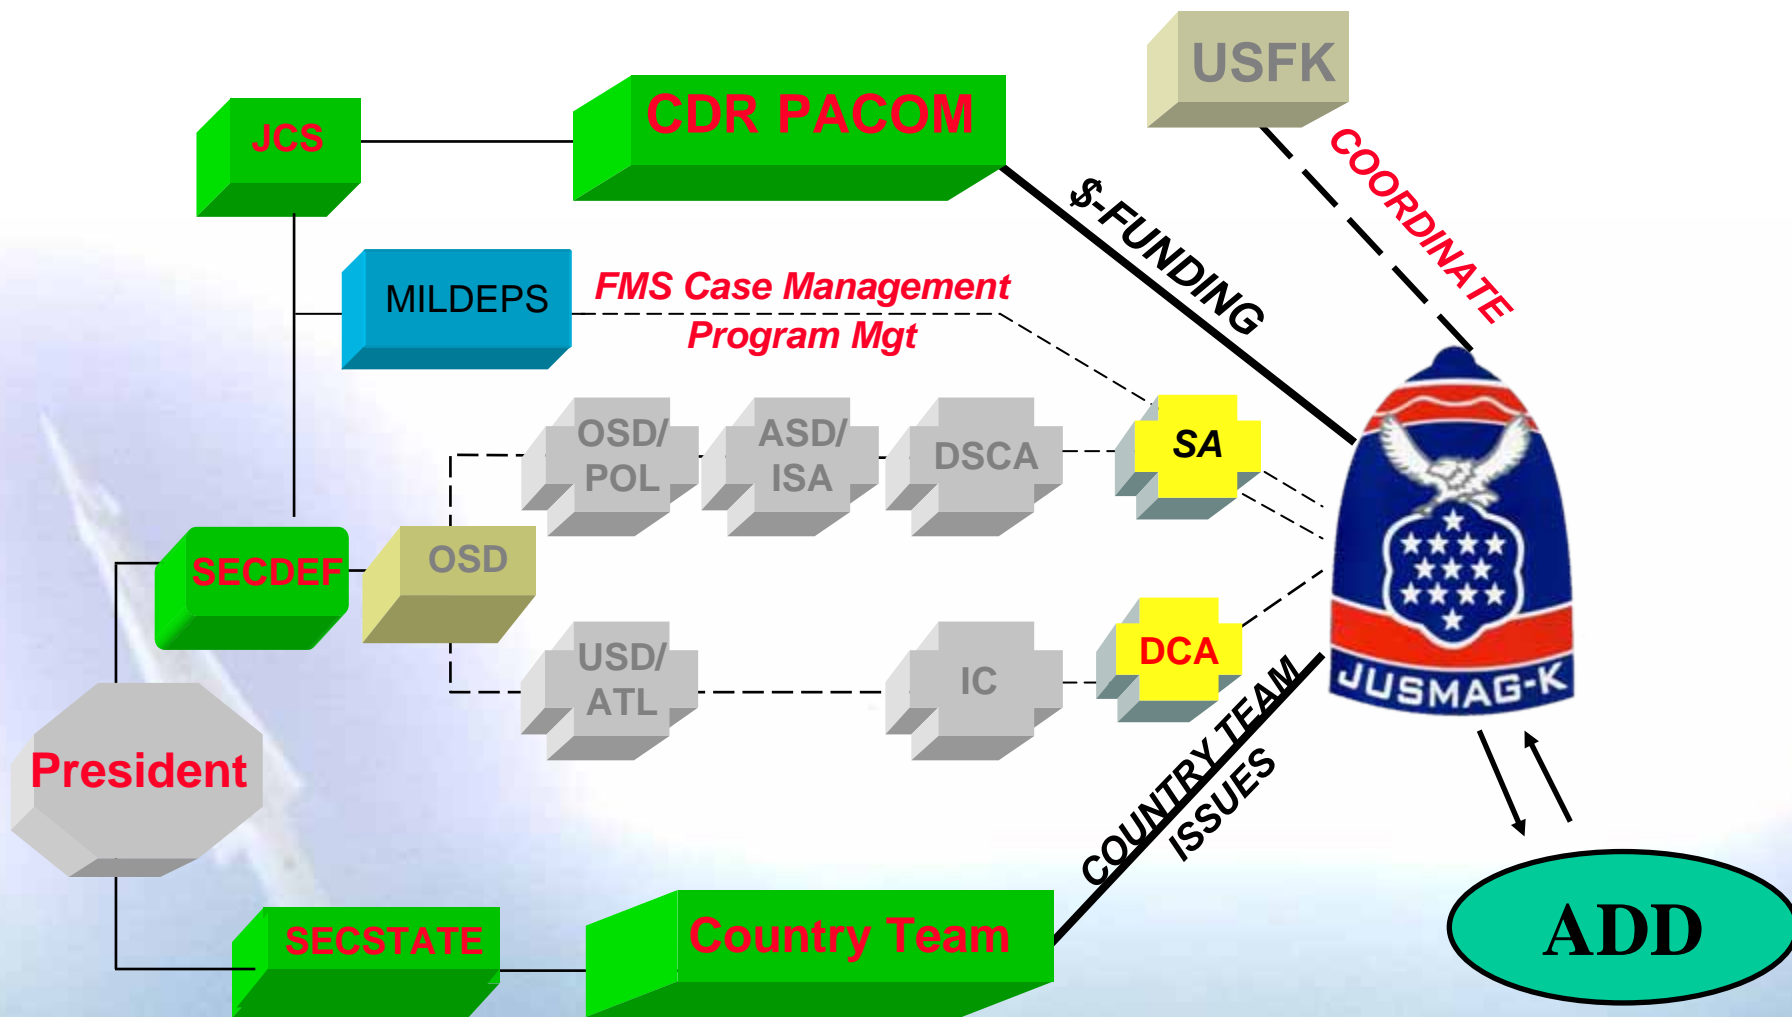 USFK
CDR PACOM
JCS
COORDINATE
$-FUNDING
MILDEPS
FMS Case Management
Program Mgt
OSD/
POL
ASD/
ISA
DSCA
SA
SECDEF
OSD
USD/
ATL
IC
DCA
JUSMAG-K
President
COUNTRY TEAM
ISSUES
SECSTATE
Country Team
ADD